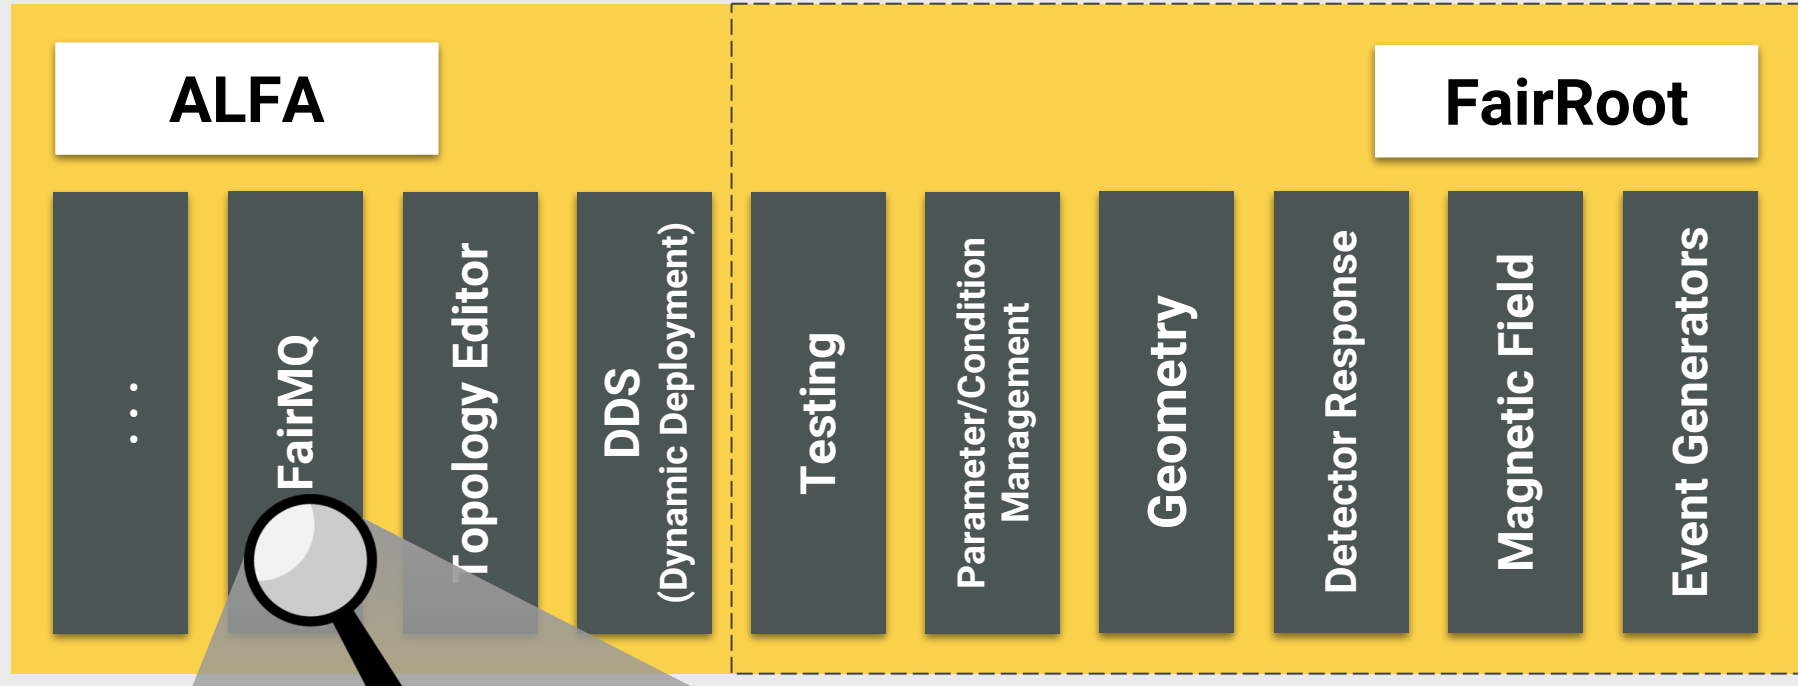 ALFA
FairRoot
...
FairMQ
Topology Editor
DDS
(Dynamic Deployment)
Testing
Parameter/Condition
Management
Geometry
Detector Response
Magnetic Field
Event Generators